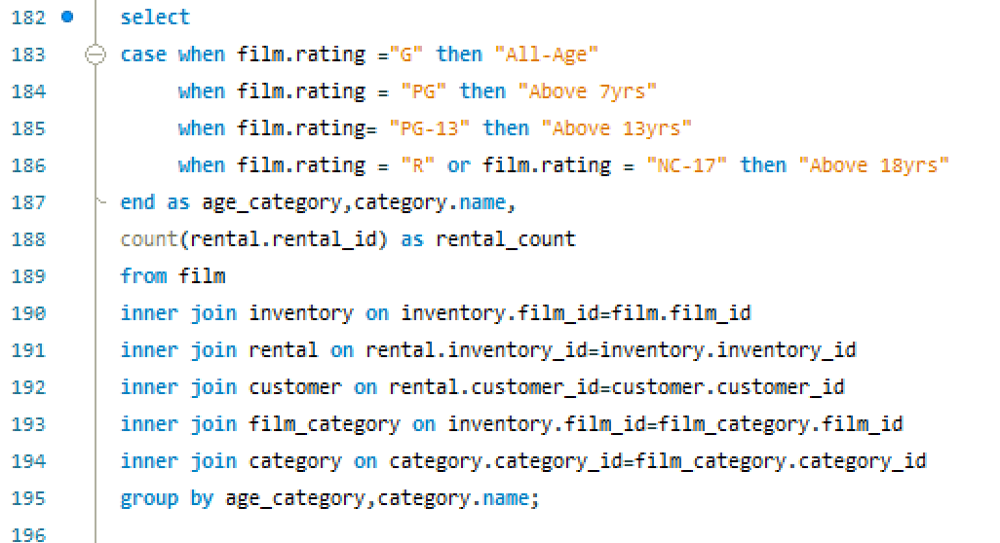 182 select
183 case when film.rating ="G" then "All-Age"
184 when film.rating = "PG" then "Above 7yrs"
185 when film.rating= "PG-13" then "Above 13yrs"
186 when film.rating = "R" or film.rating = "NC-17" then "Above 18yrs"
187 end as age_category,category.name,
188 count(rental.rental_id) as rental_count
189 from film
190 inner join inventory on inventory.film_id=film.film_id
191 inner join rental on rental.inventory_id=inventory.inventory_id
192 inner join customer on rental.customer_id=customer.customer_id
193 inner join film_category on inventory.film_id=film_category.film_id
194 inner join category on category.category_id=film_category.category_id
195 group by age_category,category.name;
196